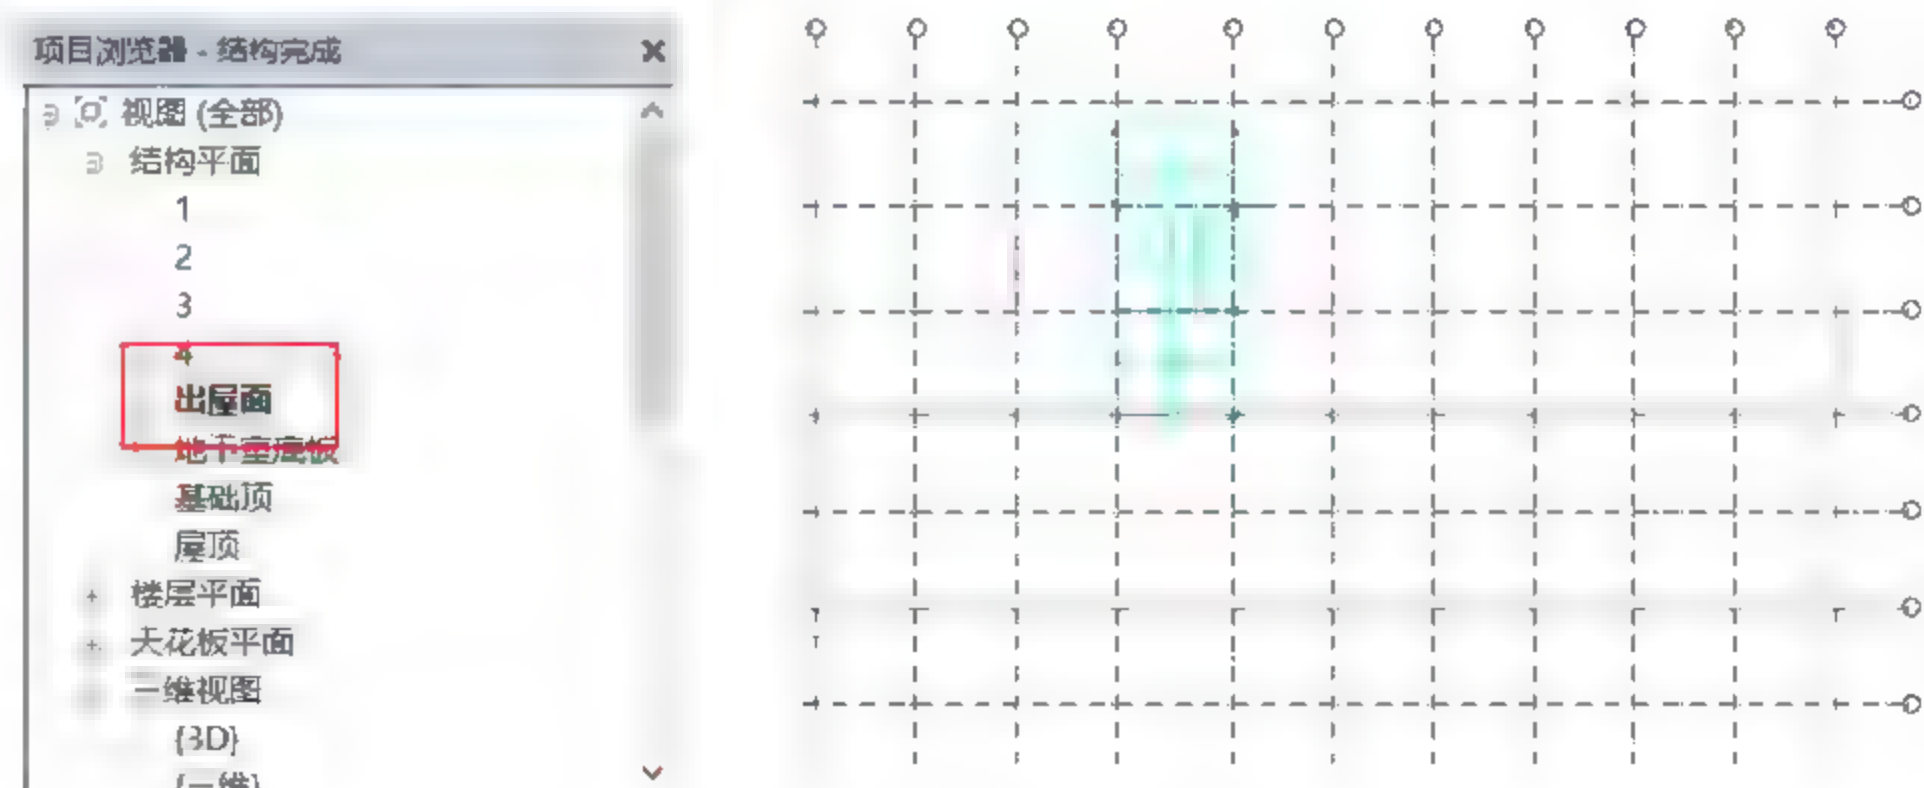 项目浏览器 - 结构完成
视图 (全部)
结构平面
1
2
3
4
出屋面
地下室底板
基础顶
屋顶
楼层平面
天花板平面
三维视图
{3D}
{三维}